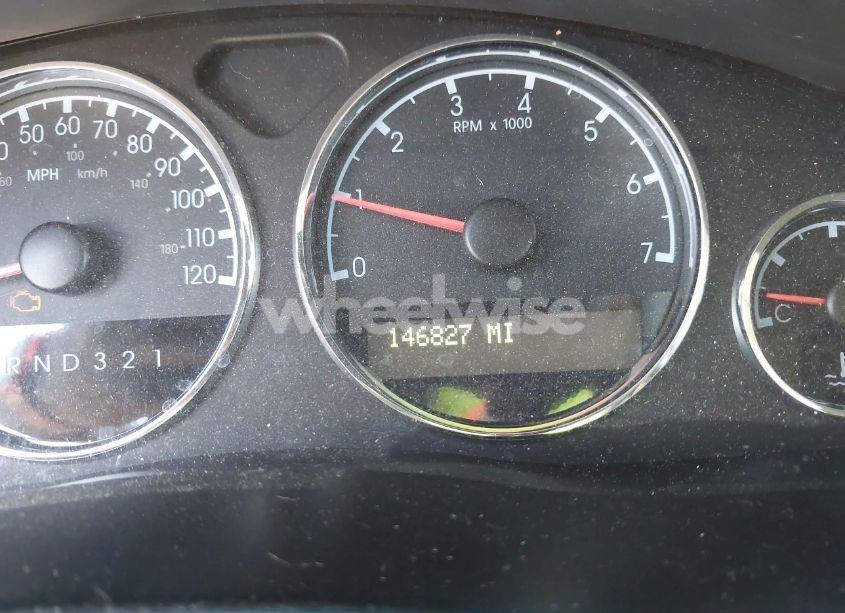 50 60 70 80 90 100 110 120
60 100 140 180
MPH km/h
R N D 3 2 1
0 1 2 3 4 5 6 7
RPM x 1000
wheelwise
146827 MI
C